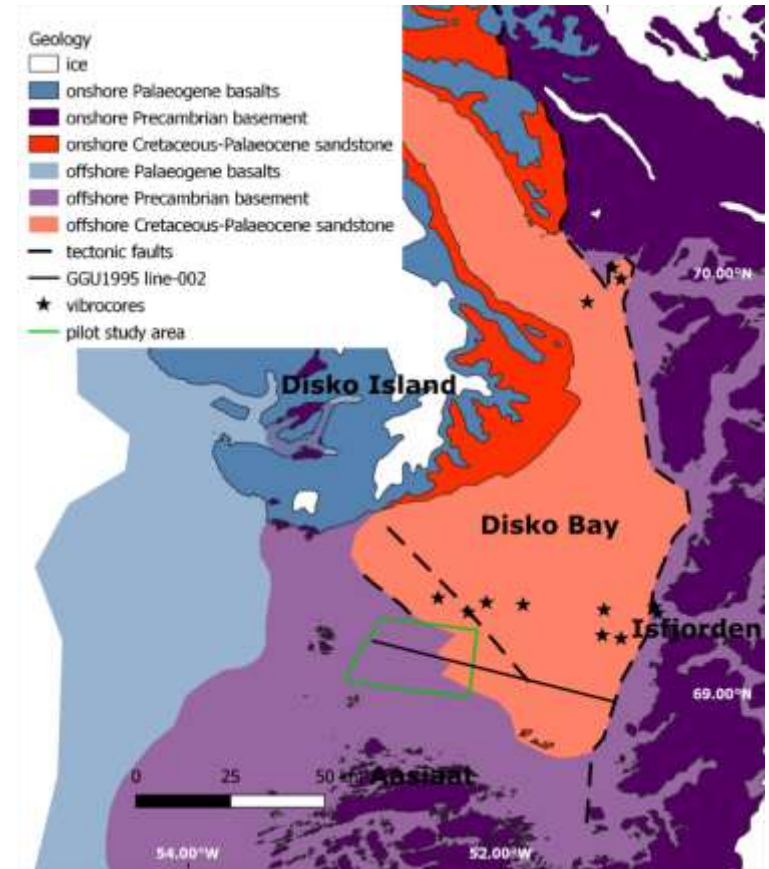 Geology
ice
onshore Palaeogene basalts
onshore Precambrian basement
onshore Cretaceous-Palaeocene sandstone
offshore Palaeogene basalts
offshore Precambrian basement
offshore Cretaceous-Palaeocene sandstone
tectonic faults
GGU1995 line-002
vibrocores
pilot study area
70.00°N
Disko Island
Disko Bay
Isfjorden
69.00°N
0 25 50
Aasiaat
54.00°W 52.00°W